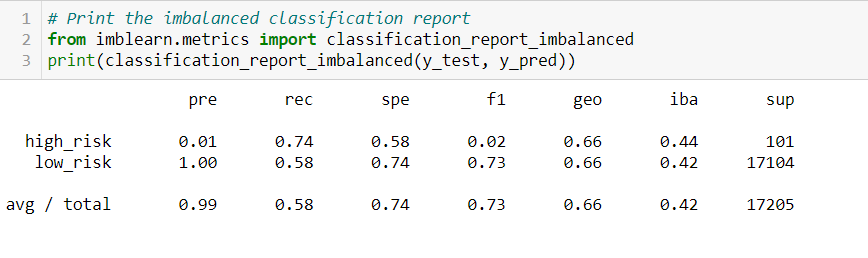 1 # Print the imbalanced classification report
2 from imblearn.metrics import classification_report_imbalanced
3 print(classification_report_imbalanced(y_test, y_pred))
pre rec spe f1 geo iba sup
high_risk 0.01 0.74 0.58 0.02 0.66 0.44 101
low_risk 1.00 0.58 0.74 0.73 0.66 0.42 17104
avg / total 0.99 0.58 0.74 0.73 0.66 0.42 17205